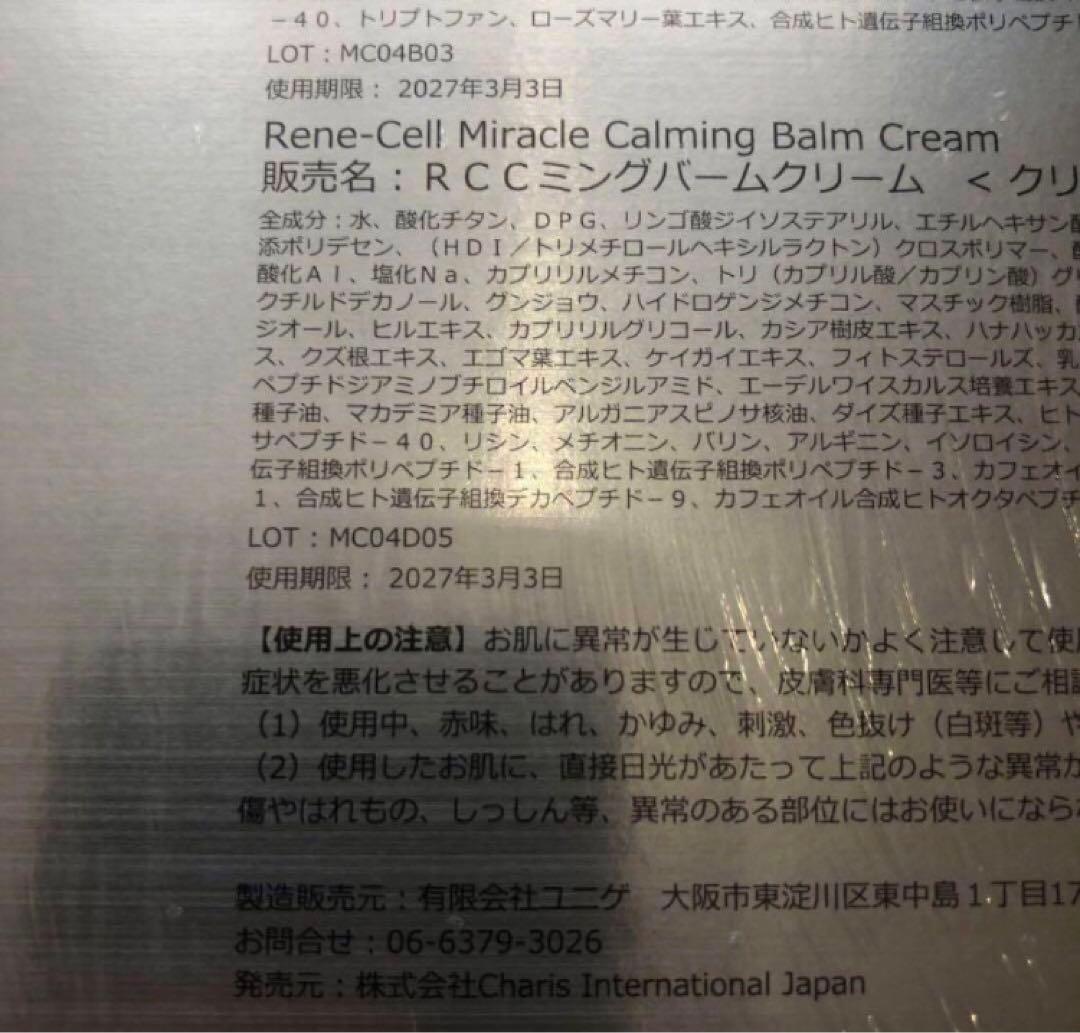 －４０、トリプトファン、ローズマリー葉エキス、合成ヒト遺伝子組換ポリペプチ
LOT：MC04B03
使用期限： 2027年3月3日
Rene-Cell Miracle Calming Balm Cream
販売名：ＲＣＣミングバームクリーム ＜クリ
全成分：水、酸化チタン、ＤＰＧ、リンゴ酸ジイソステアリル、エチルヘキサン酸
添ポリデセン、（ＨＤＩ／トリメチロールヘキシルラクトン）クロスポリマー、
酸化Ａｌ、塩化Ｎａ、カプリリルメチコン、トリ（カプリル酸／カプリン酸）グリ
クチルドデカノール、グンジョウ、ハイドロゲンジメチコン、マスチック樹脂、
ジオール、ヒルエキス、カプリリルグリコール、カシア樹皮エキス、ハナハッカ
ス、クズ根エキス、エゴマ葉エキス、ケイガイエキス、フィトステロールズ、乳
ペプチドジアミノブチロイルベンジルアミド、エーデルワイスカルス培養エキス
種子油、マカデミア種子油、アルガニアスピノサ核油、ダイズ種子エキス、ヒト
サペプチド－４０、リシン、メチオニン、バリン、アルギニン、イソロイシン、
伝子組換ポリペプチド－１、合成ヒト遺伝子組換ポリペプチド－３、カフェオイ
１、合成ヒト遺伝子組換デカペプチド－９、カフェオイル合成ヒトオクタペプチ
LOT：MC04D05
使用期限： 2027年3月3日
【使用上の注意】お肌に異常が生じていないかよく注意して使
症状を悪化させることがありますので、皮膚科専門医等にご相談
（1）使用中、赤味、はれ、かゆみ、刺激、色抜け（白斑等）や
（2）使用したお肌に、直接日光があたって上記のような異常が
傷やはれもの、しっしん等、異常のある部位にはお使いになら
製造販売元：有限会社ユニゲ 大阪市東淀川区東中島１丁目17
お問合せ：06-6379-3026
発売元：株式会社Charis International Japan